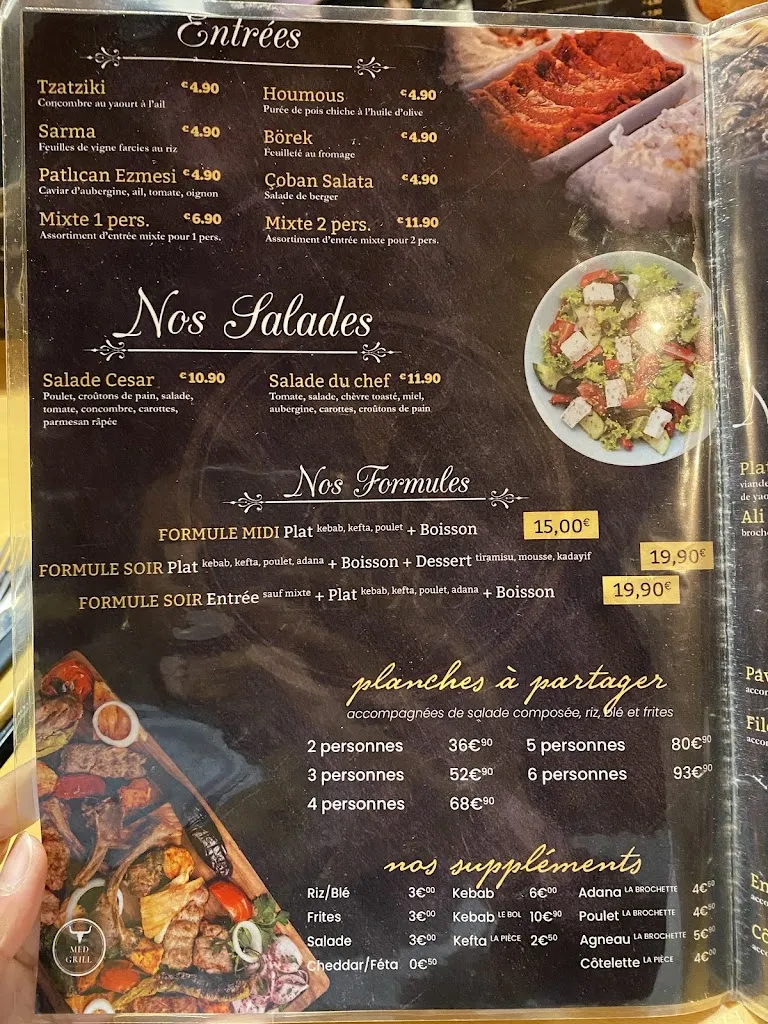 Entrées
Tzatziki €4.90
Concombre au yaourt à l'ail
Houmous €4.90
Purée de pois chiche à l'huile d'olive
Sarma €4.90
Feuilles de vigne farcies au riz
Börek €4.90
Feuilleté au fromage
Patlıcan Ezmesi €4.90
Caviar d'aubergine, ail, tomate, oignon
Çoban Salata €4.90
Salade de berger
Mixte 1 pers. €6.90
Assortiment d'entrée mixte pour 1 pers.
Mixte 2 pers. €11.90
Assortiment d'entrée mixte pour 2 pers.
Nos Salades
Salade Cesar €10.90
Poulet, croûtons de pain, salade,
tomate, concombre, carottes,
parmesan râpée
Salade du chef €11.90
Tomate, salade, chèvre toasté, miel,
aubergine, carottes, croûtons de pain
Nos Formules
FORMULE MIDI Plat kebab, kefta, poulet + Boisson 15,00€
FORMULE SOIR Plat kebab, kefta, poulet, adana + Boisson + Dessert tiramisu, mousse, kadayif 19,90€
FORMULE SOIR Entrée sauf mixte + Plat kebab, kefta, poulet, adana + Boisson 19,90€
planches à partager
accompagnées de salade composée, riz, blé et frites
2 personnes 36€90 5 personnes 80€90
3 personnes 52€90 6 personnes 93€90
4 personnes 68€90
nos suppléments
Riz/Blé 3€00 Kebab 6€00 Adana LA BROCHETTE 4€50
Frites 3€00 Kebab LE BOL 10€90 Poulet LA BROCHETTE 4€50
Salade 3€00 Kefta LA PIÈCE 2€50 Agneau LA BROCHETTE 5€90
Cheddar/Féta 0€50 Côtelette LA PIÈCE 4€00
MED
GRILL
Plat
viande
de yao
Ali
broche
Pav
accor
File
accor